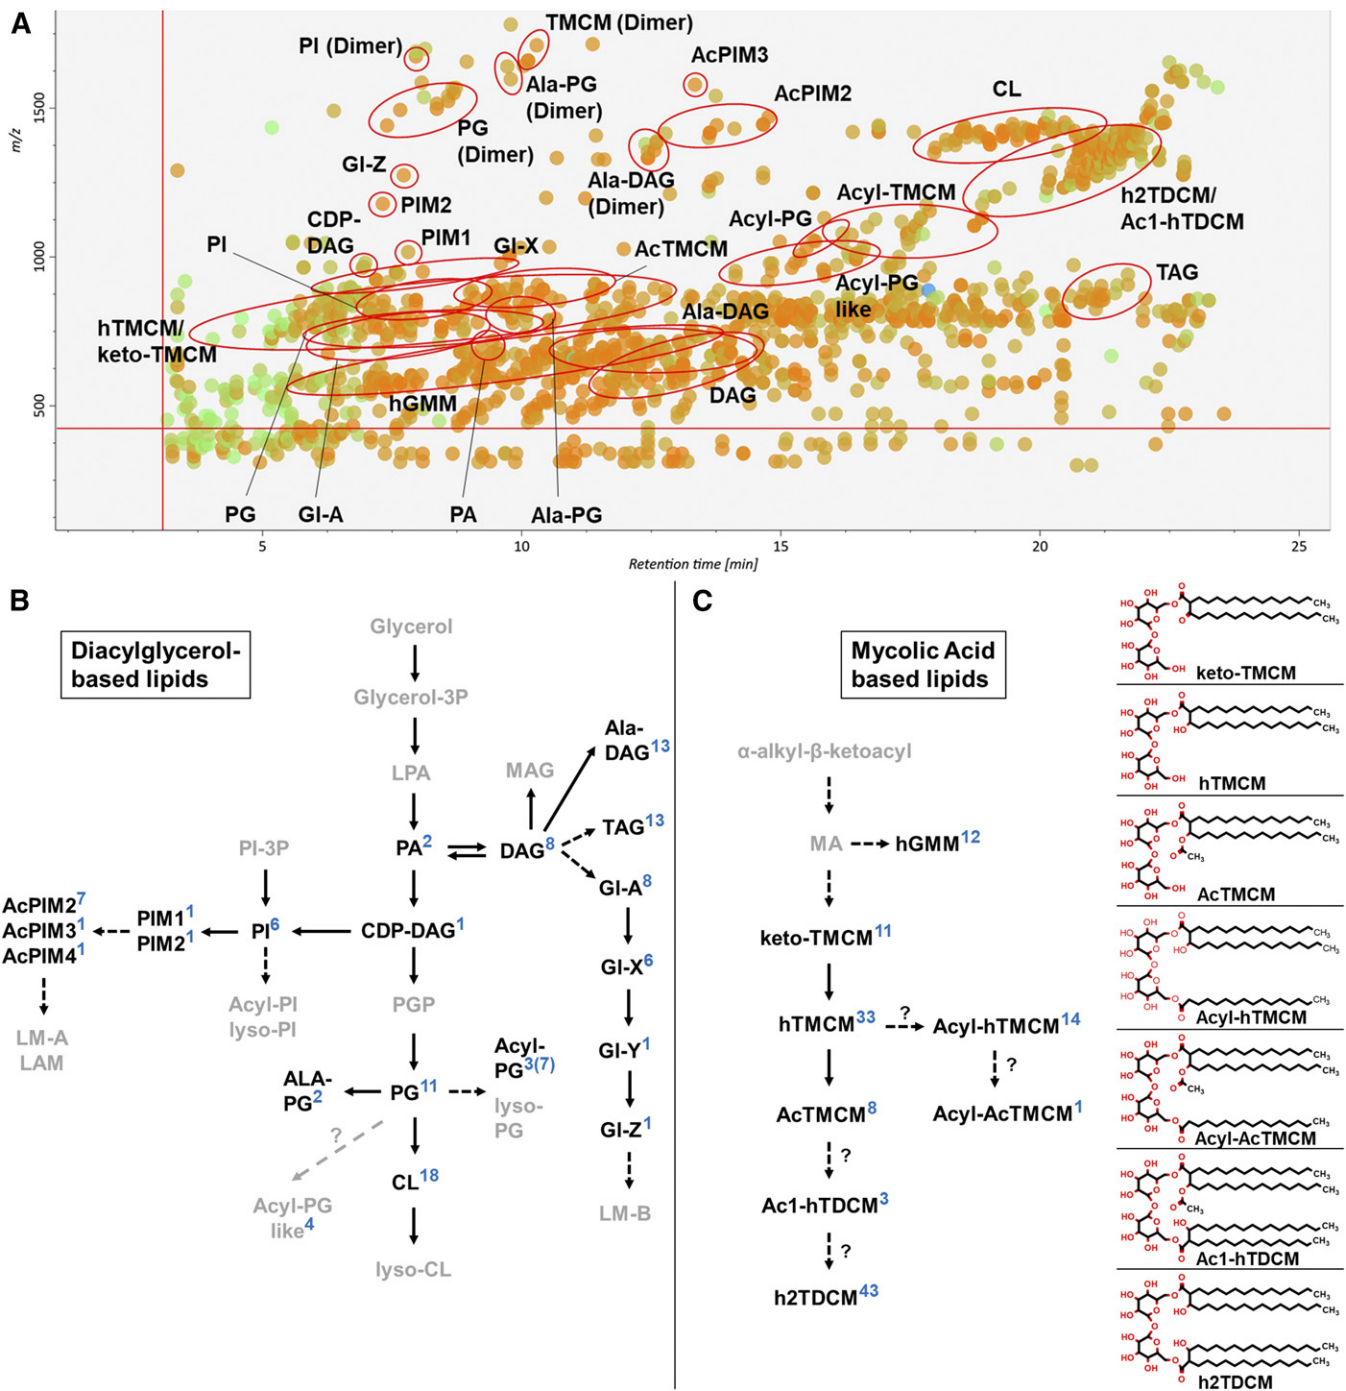 A
TMCM (Dimer)
PI (Dimer)
AcPIM3
Ala-PG
(Dimer)
AcPIM2
CL
1500
m/z
PG
(Dimer)
GI-Z
Ala-DAG
(Dimer)
Acyl-TMCM
h2TDCM/
Ac1-hTDCM
PIM2
CDP-
DAG
PIM1
Acyl-PG
PI
GI-X
AcTMCM
1000
TAG
Acyl-PG
like
hTMCM/
keto-TMCM
Ala-DAG
DAG
hGMM
500
PG
GI-A
PA
Ala-PG
5
10
15
20
25
Retention time [min]
B
Diacylglycerol-
based lipids
Glycerol
Glycerol-3P
LPA
MAG
Ala-
DAG13
TAG13
PA2
DAG8
PI-3P
GI-A8
AcPIM27
AcPIM31
AcPIM41
PIM11
PIM21
PI6
CDP-DAG1
GI-X6
Acyl-PI
lyso-PI
PGP
LM-A
LAM
GI-Y1
Acyl-
PG3(7)
ALA-
PG2
PG11
lyso-
PG
GI-Z1
?
CL18
Acyl-PG
like4
LM-B
lyso-CL
C
Mycolic Acid
based lipids
α-alkyl-β-ketoacyl
MA
hGMM12
keto-TMCM11
hTMCM33
?
Acyl-hTMCM14
?
AcTMCM8
Acyl-AcTMCM1
?
Ac1-hTDCM3
?
h2TDCM43
keto-TMCM
hTMCM
AcTMCM
Acyl-hTMCM
Acyl-AcTMCM
Ac1-hTDCM
h2TDCM